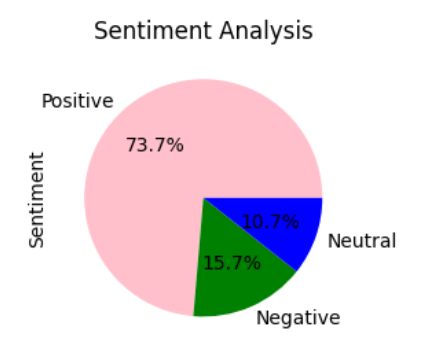 Sentiment Analysis
Positive
73.7%
Sentiment
10.7%
Neutral
15.7%
Negative